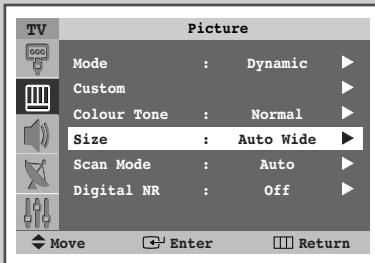 TV Picture
Mode : Dynamic
Custom
Colour Tone : Normal
Size : Auto Wide
Scan Mode : Auto
Digital NR : Off
Move Enter Return